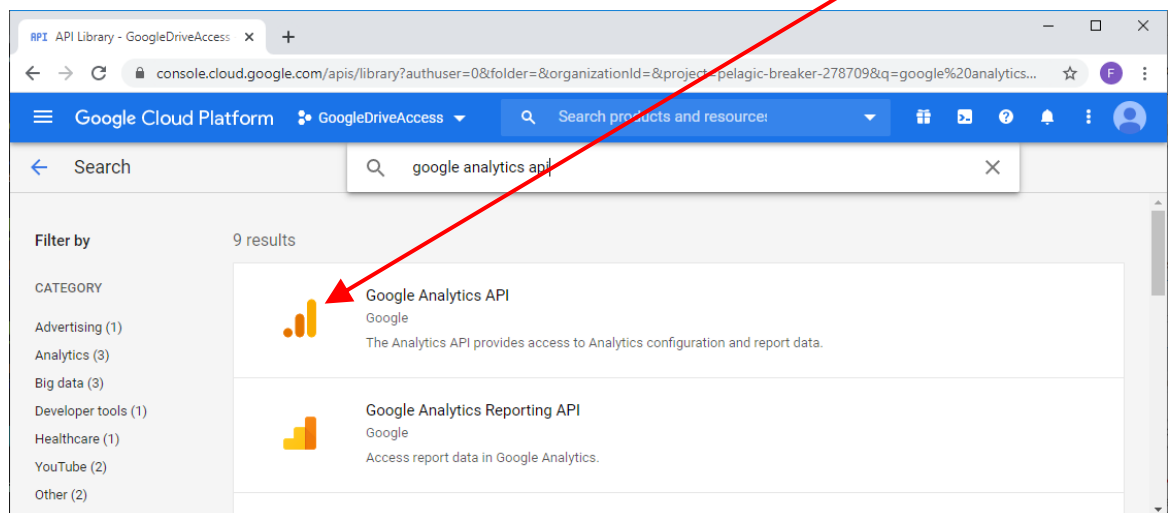 API API Library - GoogleDriveAccess
console.cloud.google.com/apis/library?authuser=0&folder=&organizationId=&project=pelagic-breaker-278709&q=google%20analytics...
F
Google Cloud Platform GoogleDriveAccess Search products and resources
Search google analytics api
Filter by
9 results
CATEGORY
Advertising (1)
Analytics (3)
Big data (3)
Developer tools (1)
Healthcare (1)
YouTube (2)
Other (2)
Google Analytics API
Google
The Analytics API provides access to Analytics configuration and report data.
Google Analytics Reporting API
Google
Access report data in Google Analytics.